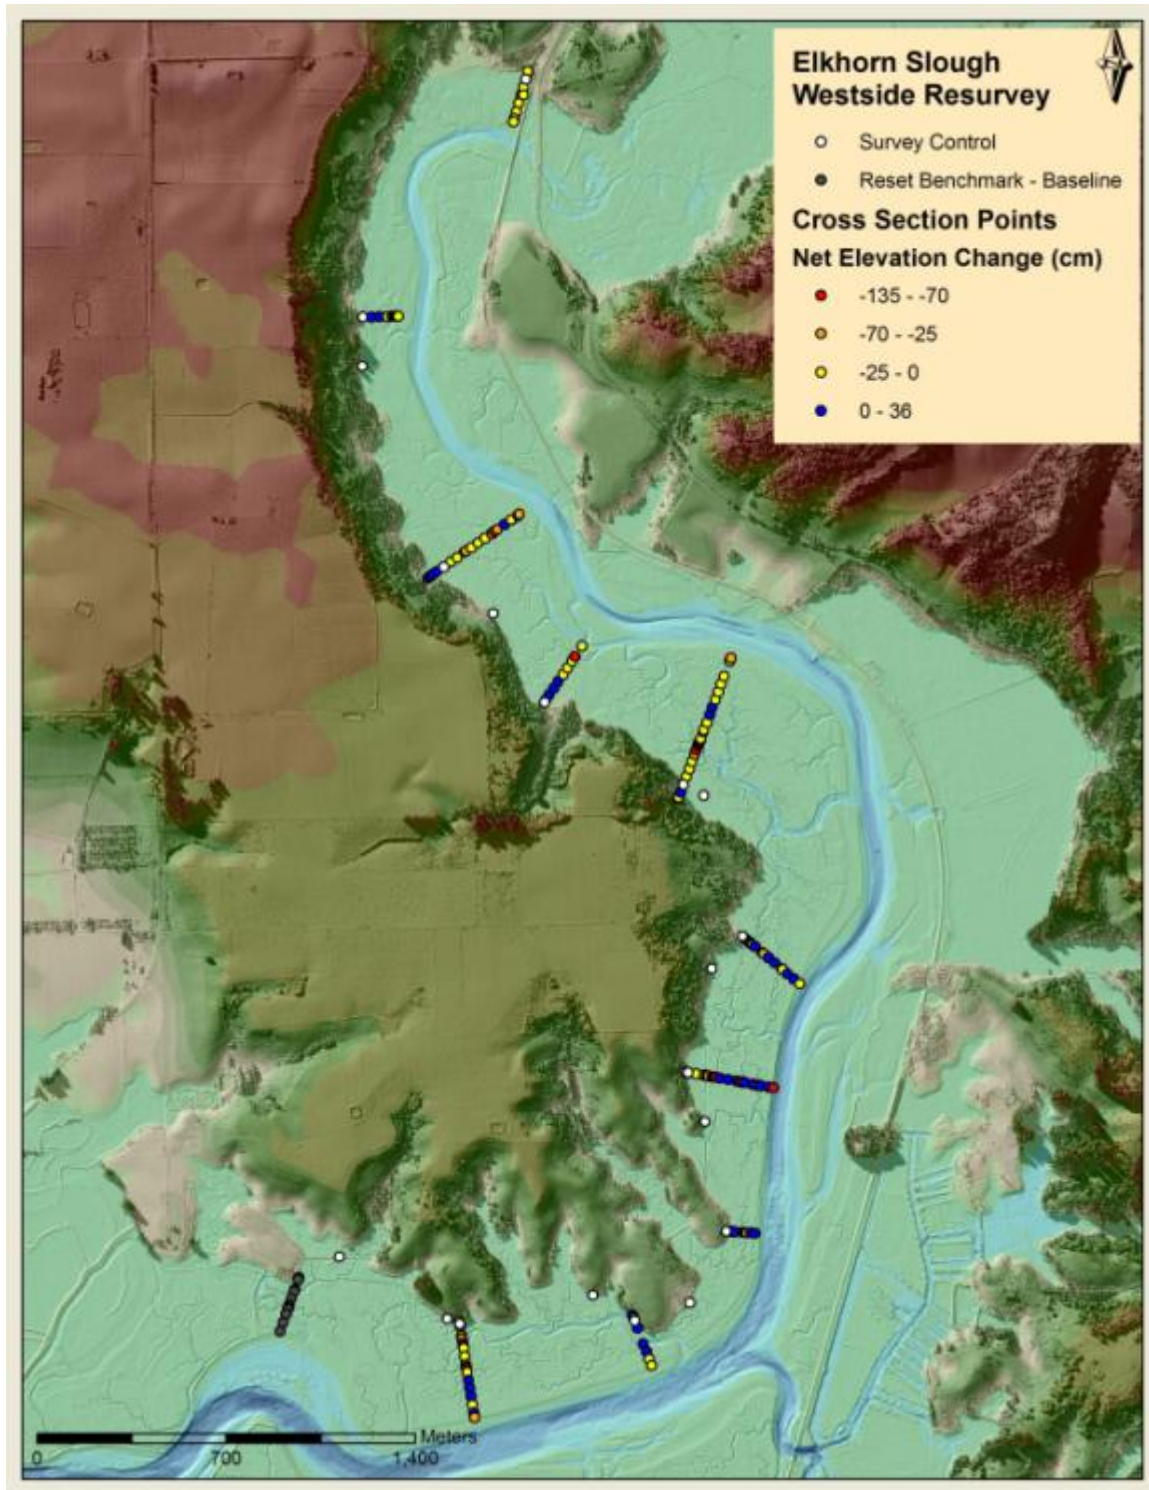 Elkhorn Slough
Westside Resurvey
Survey Control
Reset Benchmark - Baseline
Cross Section Points
Net Elevation Change (cm)
-135 - -70
-70 - -25
-25 - 0
0 - 36
Meters
0 700 1,400